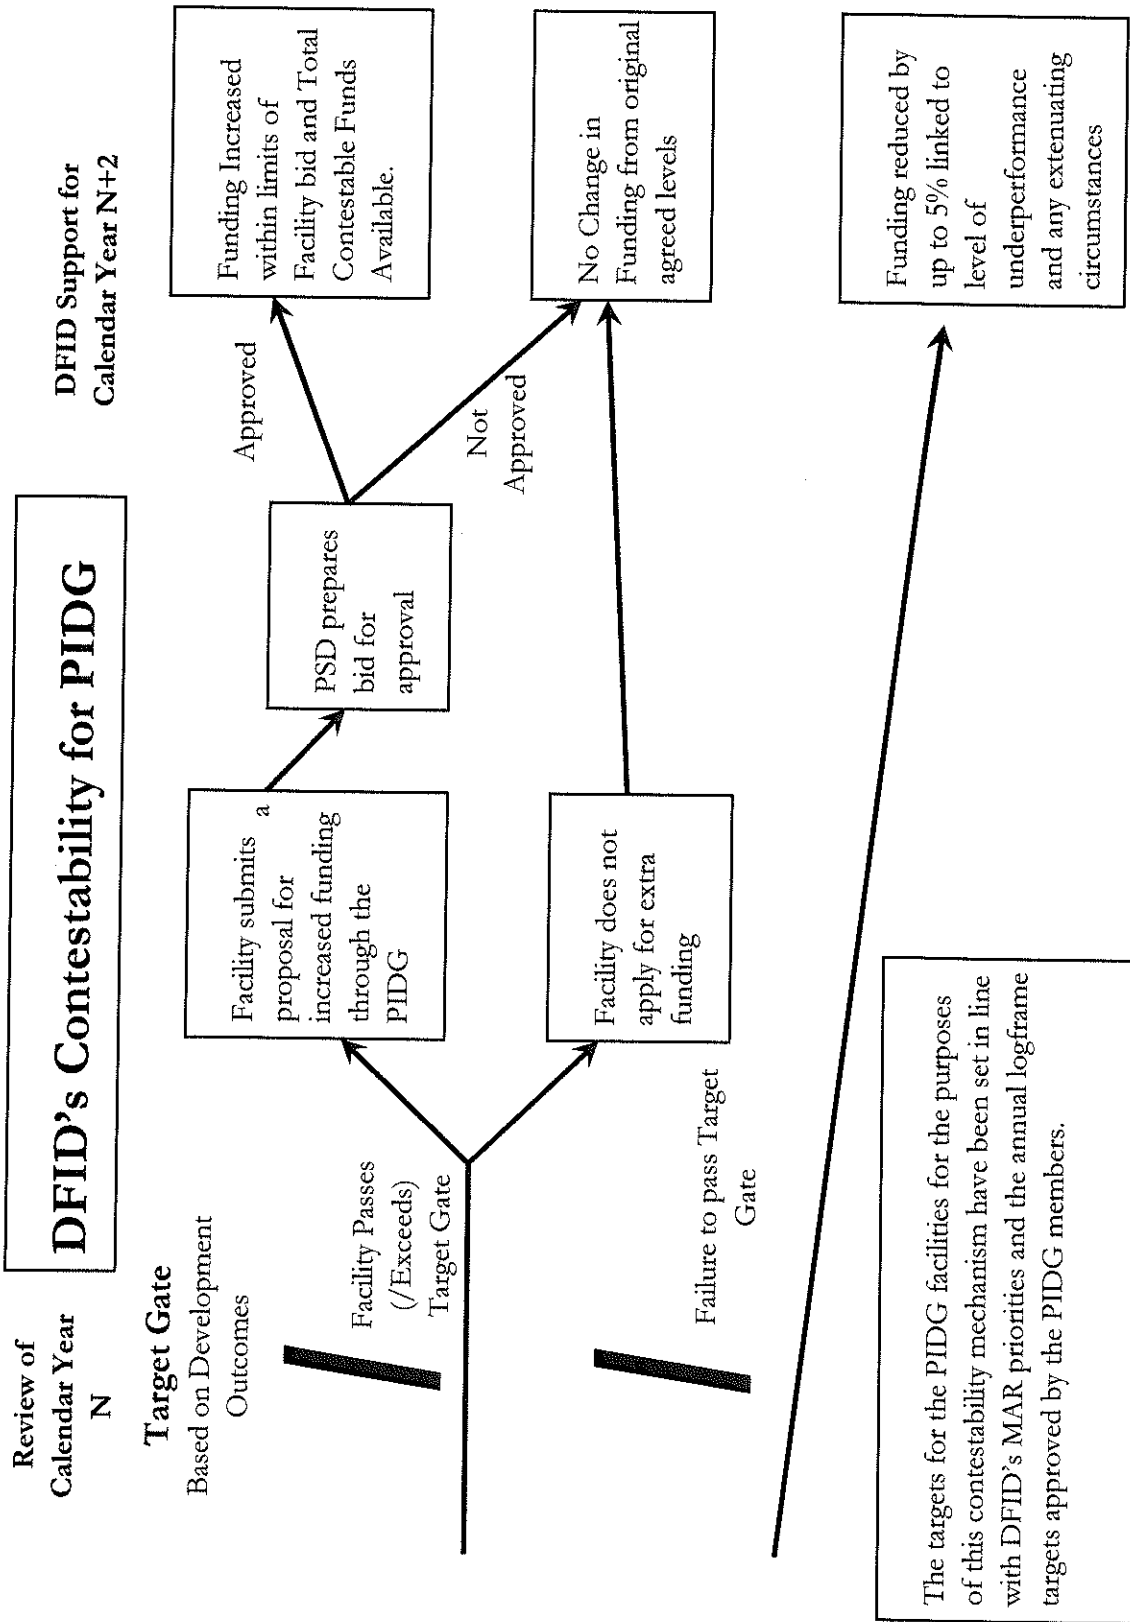 Review of
Calendar Year
N
DFID's Contestability for PIDG
DFID Support for
Calendar Year N+2
Target Gate
Based on Development
Outcomes
Facility Passes
(/Exceeds)
Target Gate
Facility submits a
proposal for
increased funding
through the
PIDG
PSD prepares
bid for
approval
Approved
Funding Increased
within limits of
Facility bid and Total
Contestable Funds
Available.
Not
Approved
Facility does not
apply for extra
funding
No Change in
Funding from original
agreed levels
Failure to pass Target
Gate
Funding reduced by
up to 5% linked to
level of
underperformance
and any extenuating
circumstances
The targets for the PIDG facilities for the purposes
of this contestability mechanism have been set in line
with DFID's MAR priorities and the annual logframe
targets approved by the PIDG members.